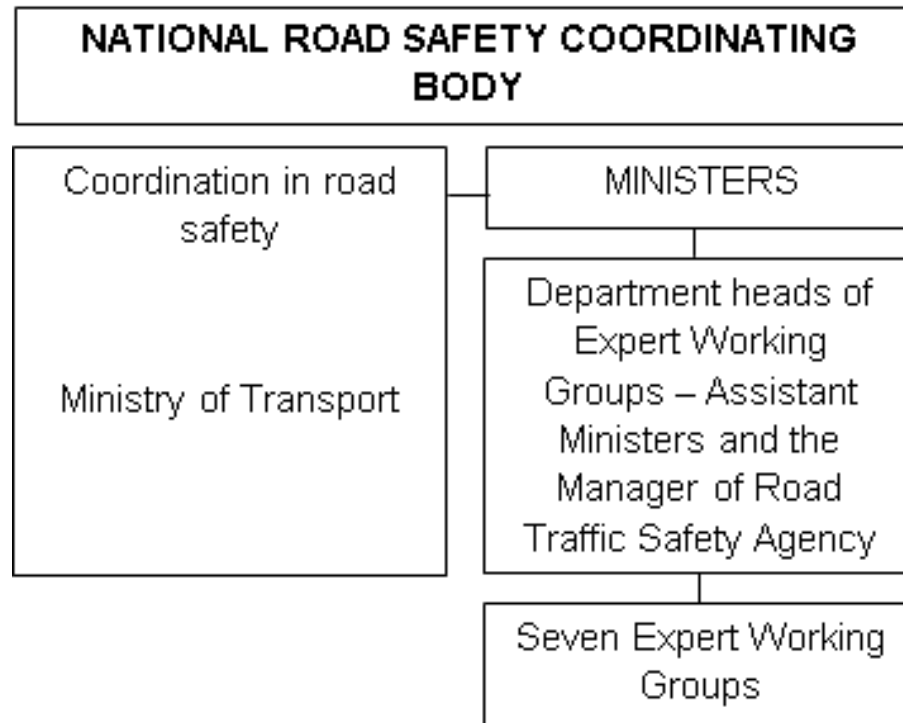 NATIONAL ROAD SAFETY COORDINATING
BODY
Coordination in road
safety
Ministry of Transport
MINISTERS
Department heads of
Expert Working
Groups – Assistant
Ministers and the
Manager of Road
Traffic Safety Agency
Seven Expert Working
Groups